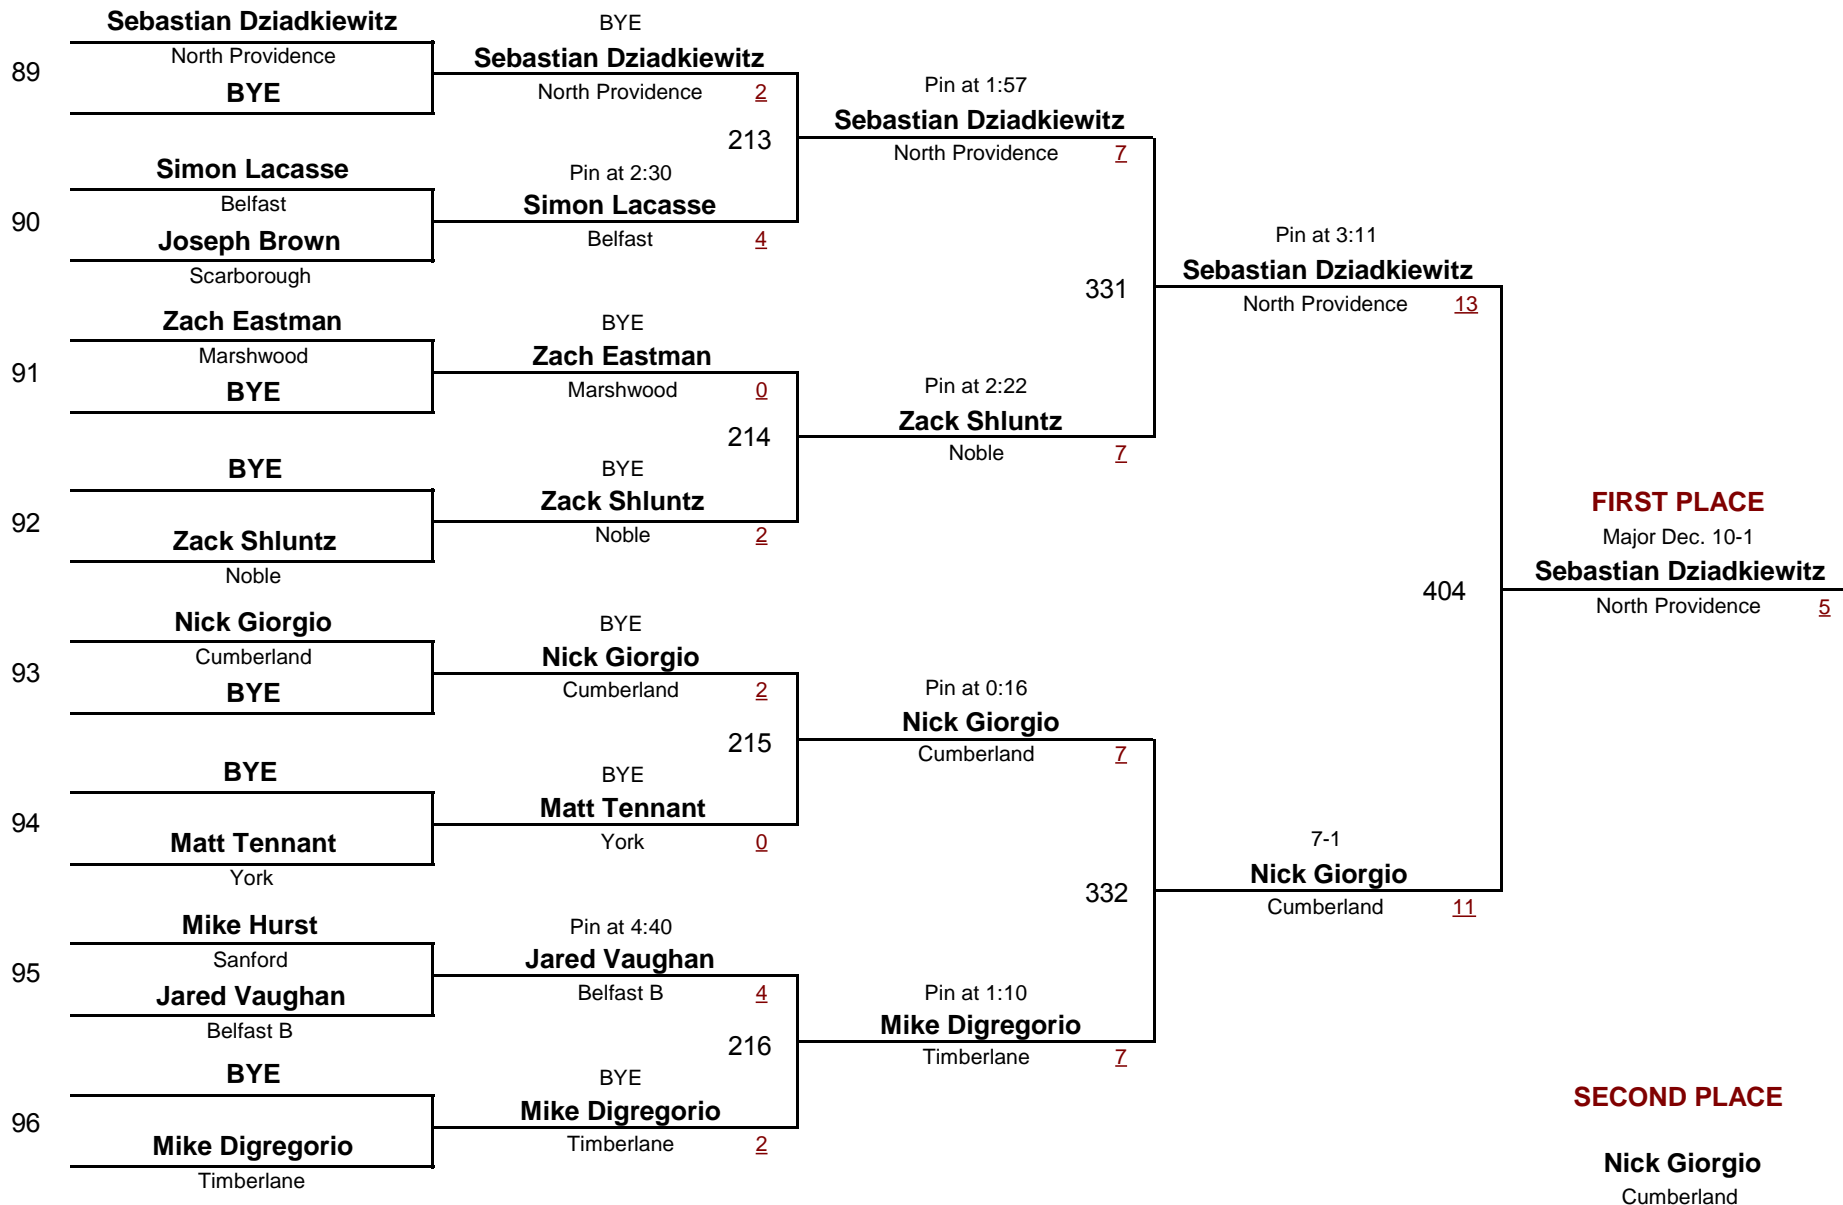 Sebastian Dziadkiewitz
North Providence
89
BYE
Simon Lacasse
Belfast
90
Joseph Brown
Scarborough
Zach Eastman
Marshwood
91
BYE
BYE
92
Zack Shluntz
Noble
Nick Giorgio
Cumberland
93
BYE
BYE
94
Matt Tennant
York
Mike Hurst
Sanford
95
Jared Vaughan
Belfast B
BYE
96
Mike Digregorio
Timberlane
BYE
Sebastian Dziadkiewitz
North Providence 2
213
Pin at 2:30
Simon Lacasse
Belfast 4
BYE
Zach Eastman
Marshwood 0
214
BYE
Zack Shluntz
Noble 2
BYE
Nick Giorgio
Cumberland 2
215
BYE
Matt Tennant
York 0
Pin at 4:40
Jared Vaughan
Belfast B 4
216
BYE
Mike Digregorio
Timberlane 2
Pin at 1:57
Sebastian Dziadkiewitz
North Providence 7
331
Pin at 2:22
Zack Shluntz
Noble 7
Pin at 0:16
Nick Giorgio
Cumberland 7
332
Pin at 1:10
Mike Digregorio
Timberlane 7
Pin at 3:11
Sebastian Dziadkiewitz
North Providence 13
404
7-1
Nick Giorgio
Cumberland 11
FIRST PLACE
Major Dec. 10-1
Sebastian Dziadkiewitz
North Providence 5
SECOND PLACE
Nick Giorgio
Cumberland